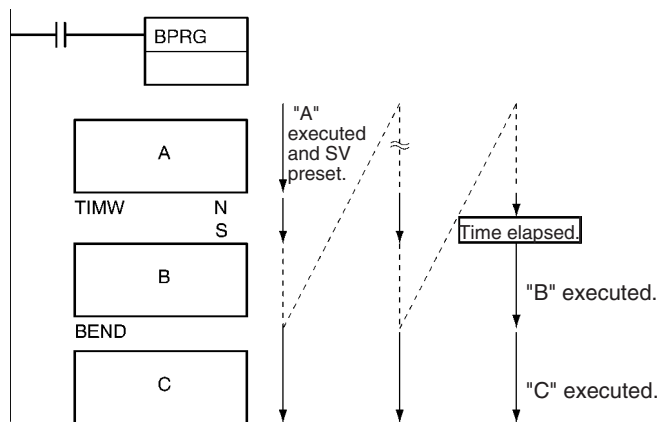 BPRG
"A"
executed
and SV
preset.
A
TIMW N
S
Time elapsed.
B
"B" executed.
BEND
C
"C" executed.